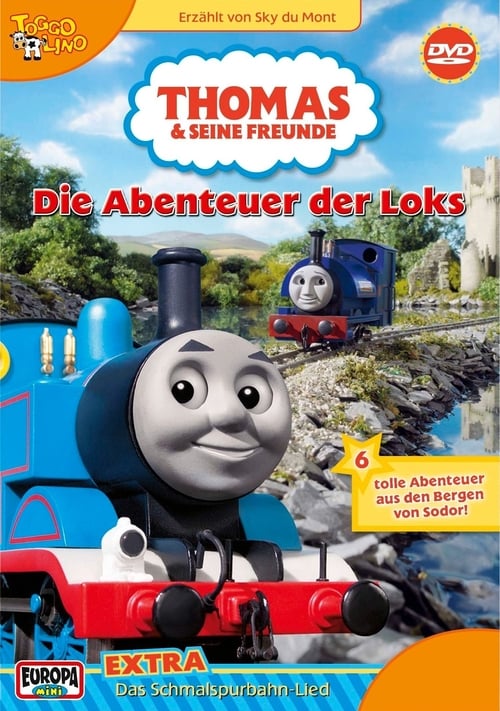 TOGGO
LINO
Erzählt von Sky du Mont
DVD
THOMAS
& SEINE FREUNDE
Die Abenteuer der Loks
6
tolle Abenteuer
aus den Bergen
von Sodor!
EXTRA
Das Schmalspurbahn-Lied
EUROPA
mini